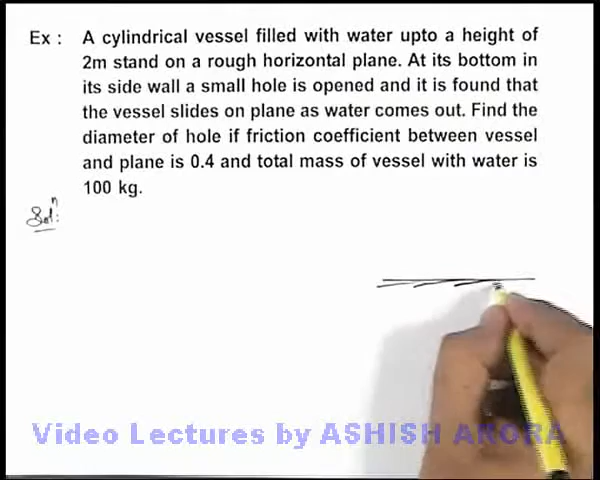 Ex : A cylindrical vessel filled with water upto a height of
2m stand on a rough horizontal plane. At its bottom in
its side wall a small hole is opened and it is found that
the vessel slides on plane as water comes out. Find the
diameter of hole if friction coefficient between vessel
and plane is 0.4 and total mass of vessel with water is
100 kg.
Solⁿ:
Video Lectures by ASHISH ARORA